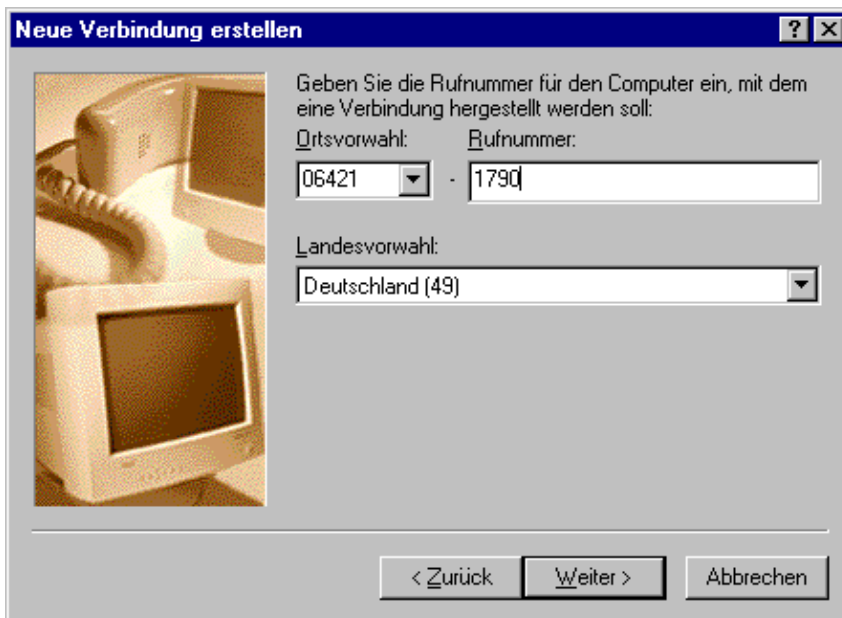 Neue Verbindung erstellen
Geben Sie die Rufnummer für den Computer ein, mit dem
eine Verbindung hergestellt werden soll:
Ortsvorwahl: Rufnummer:
06421 - 1790
Landesvorwahl:
Deutschland (49)
< Zurück Weiter > Abbrechen